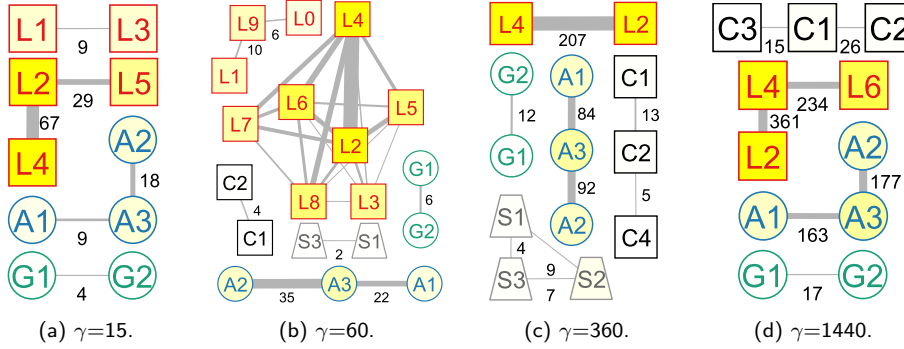 L1 L3
9
L2 L5
29
67
L4
A2
18
A1 A3
9
G1 G2
4
(a) γ=15.
L9 L0 L4
6
10
L1
L6 L5
L7
L2
C2 G1
L8 L3
4 6
C1 S3 S1 G2
2
A2 A3 A1
35 22
(b) γ=60.
L4 L2
207
G2 A1 C1
12 84 13
G1 A3 C2
92 5
S1 A2 C4
4
9
S3 S2
7
(c) γ=360.
C3 C1 C2
15 26
L4 L6
234
361
L2 A2
177
A1 A3
163
G1 G2
17
(d) γ=1440.